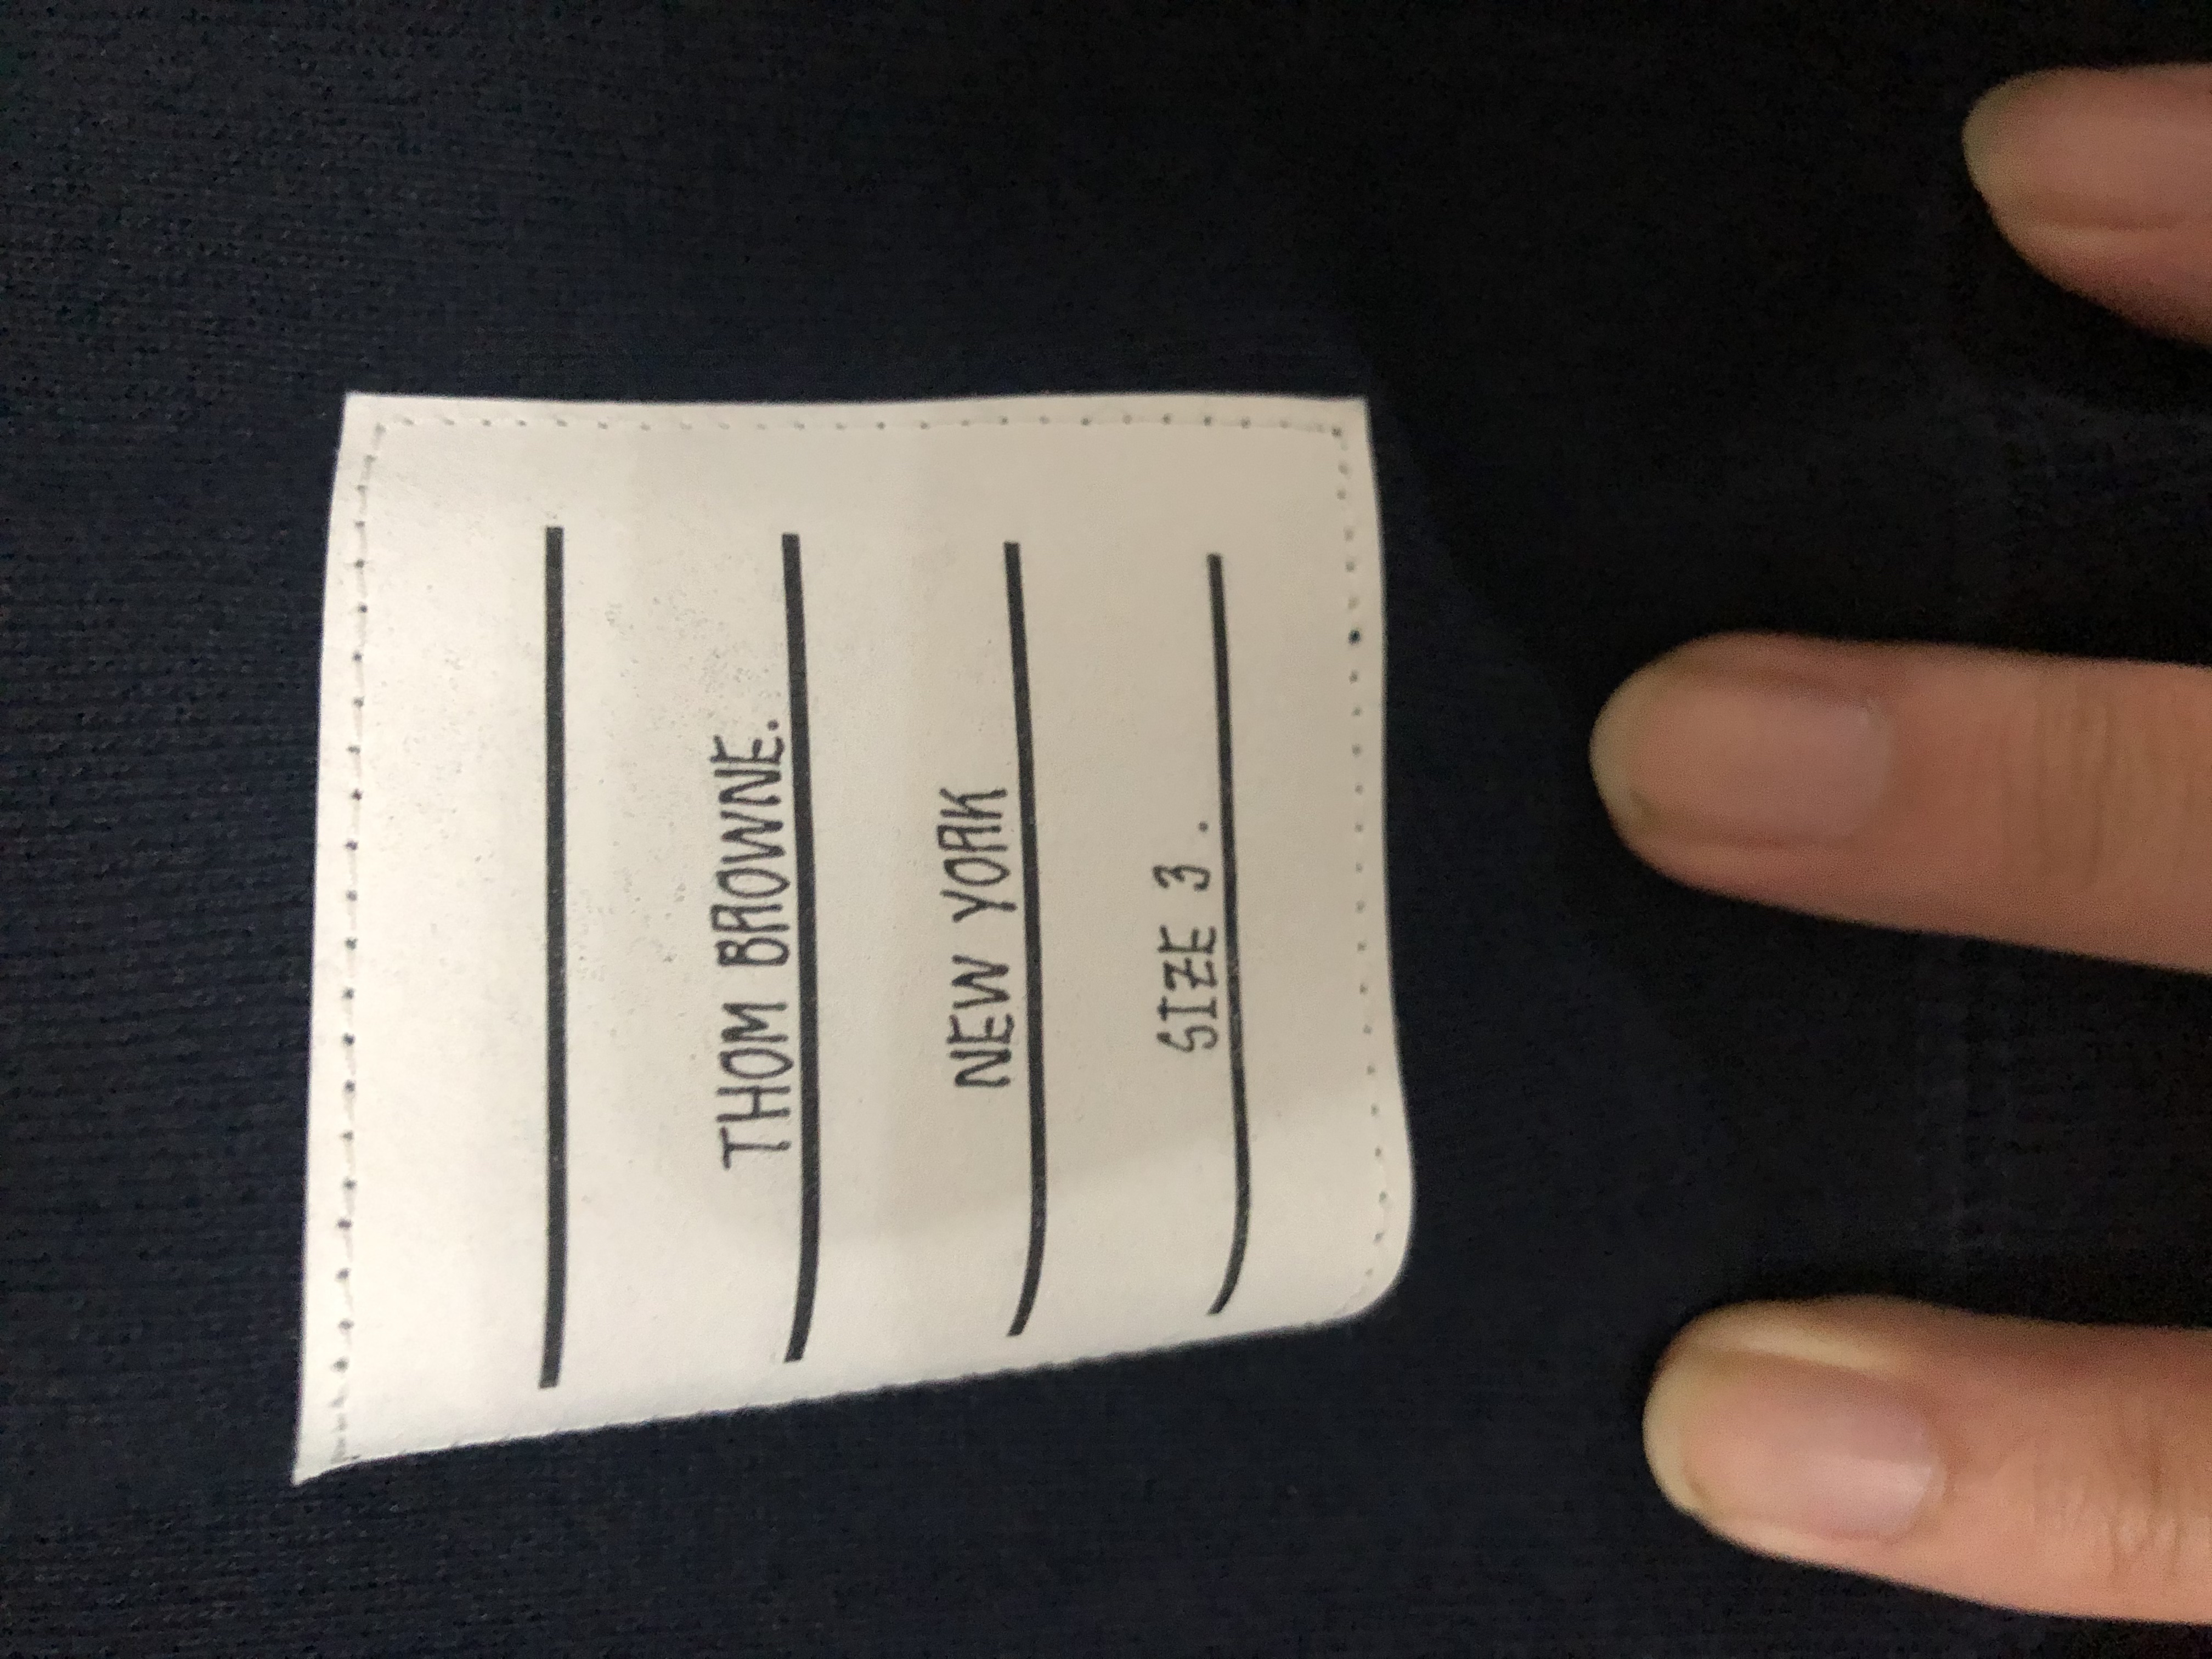 THOM BROWNE.
NEW YORK
SIZE 3.